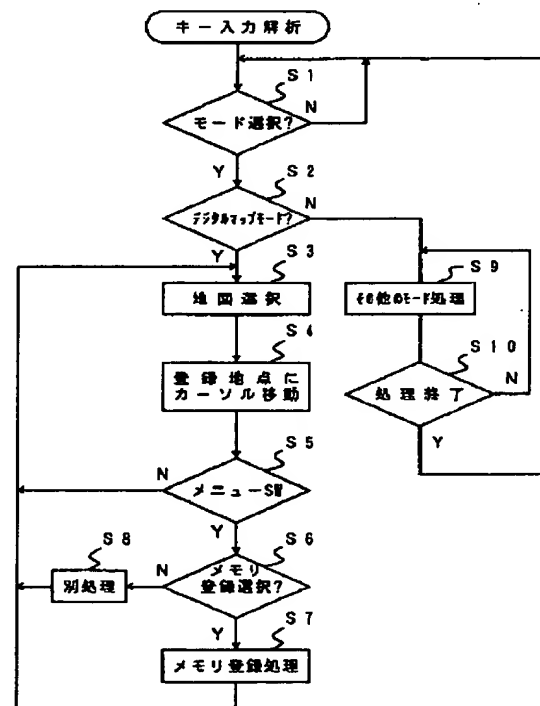 キー入力解析
S1
モード選択?
N
Y
S2
デジタルマップモード?
N
Y
S3
地図選択
S4
登録地点に
カーソル移動
S5
メニューSW
N
Y
S6
メモリ
登録選択?
N
Y
S8
別処理
S7
メモリ登録処理
S9
その他のモード処理
S10
処理終了
N
Y